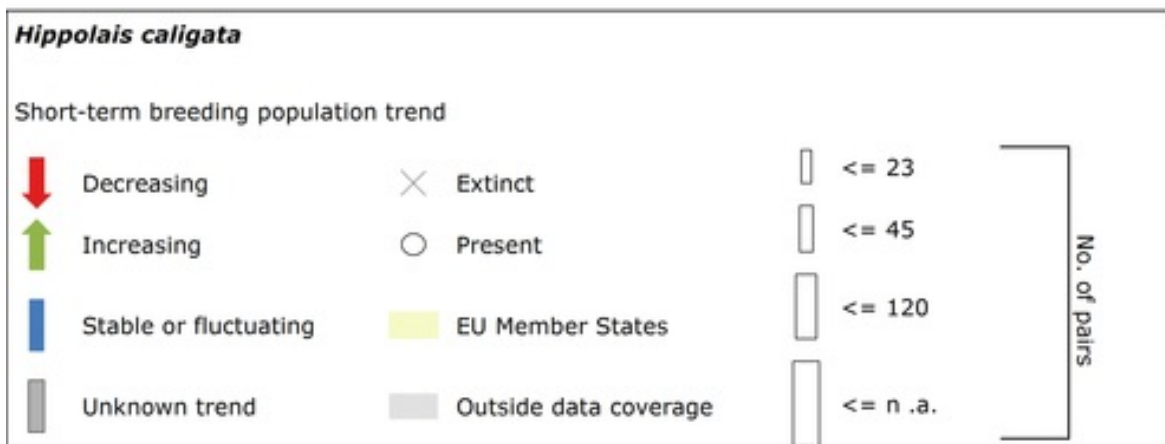 Hippolais caligata
Short-term breeding population trend
Decreasing
Increasing
Stable or fluctuating
Unknown trend
Extinct
Present
EU Member States
Outside data coverage
<= 23
<= 45
<= 120
<= n .a.
No. of pairs